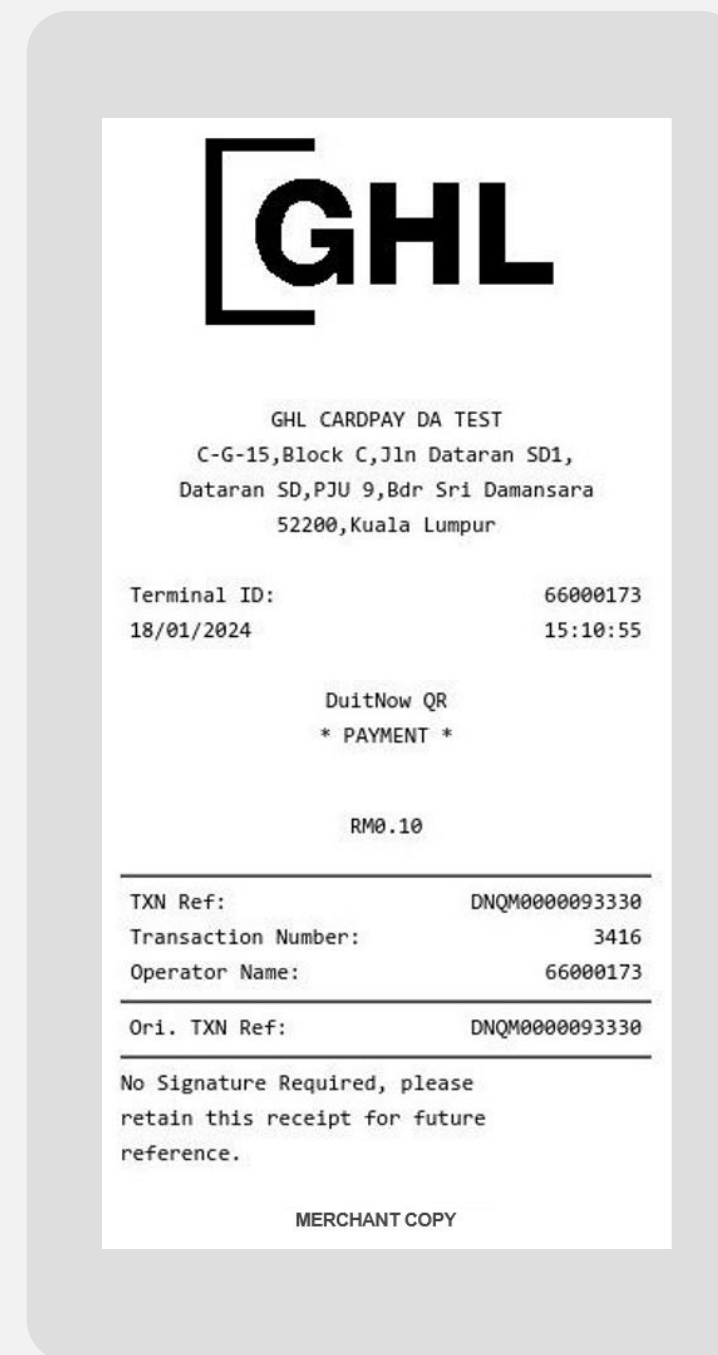 GHL
GHL CARDPAY DA TEST
C-G-15,Block C,Jln Dataran SD1,
Dataran SD,PJU 9,Bdr Sri Damansara
52200,Kuala Lumpur
Terminal ID: 66000173
18/01/2024 15:10:55
DuitNow QR
* PAYMENT *
RM0.10
TXN Ref: DNQM0000093330
Transaction Number: 3416
Operator Name: 66000173
Ori. TXN Ref: DNQM0000093330
No Signature Required, please
retain this receipt for future
reference.
MERCHANT COPY